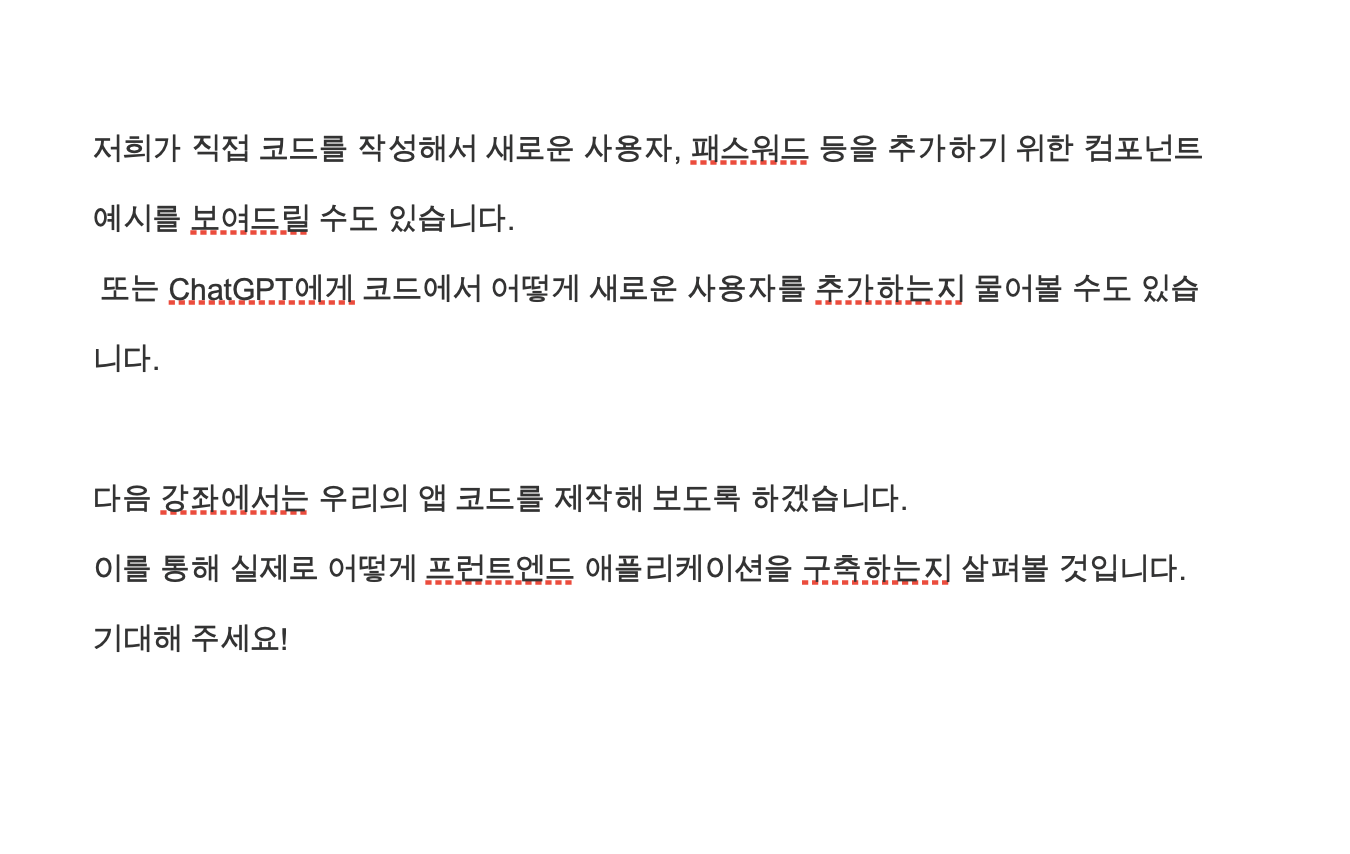 저희가 직접 코드를 작성해서 새로운 사용자, 패스워드 등을 추가하기 위한 컴포넌트
예시를 보여드릴 수도 있습니다.
또는 ChatGPT에게 코드에서 어떻게 새로운 사용자를 추가하는지 물어볼 수도 있습
니다.
다음 강좌에서는 우리의 앱 코드를 제작해 보도록 하겠습니다.
이를 통해 실제로 어떻게 프런트엔드 애플리케이션을 구축하는지 살펴볼 것입니다.
기대해 주세요!